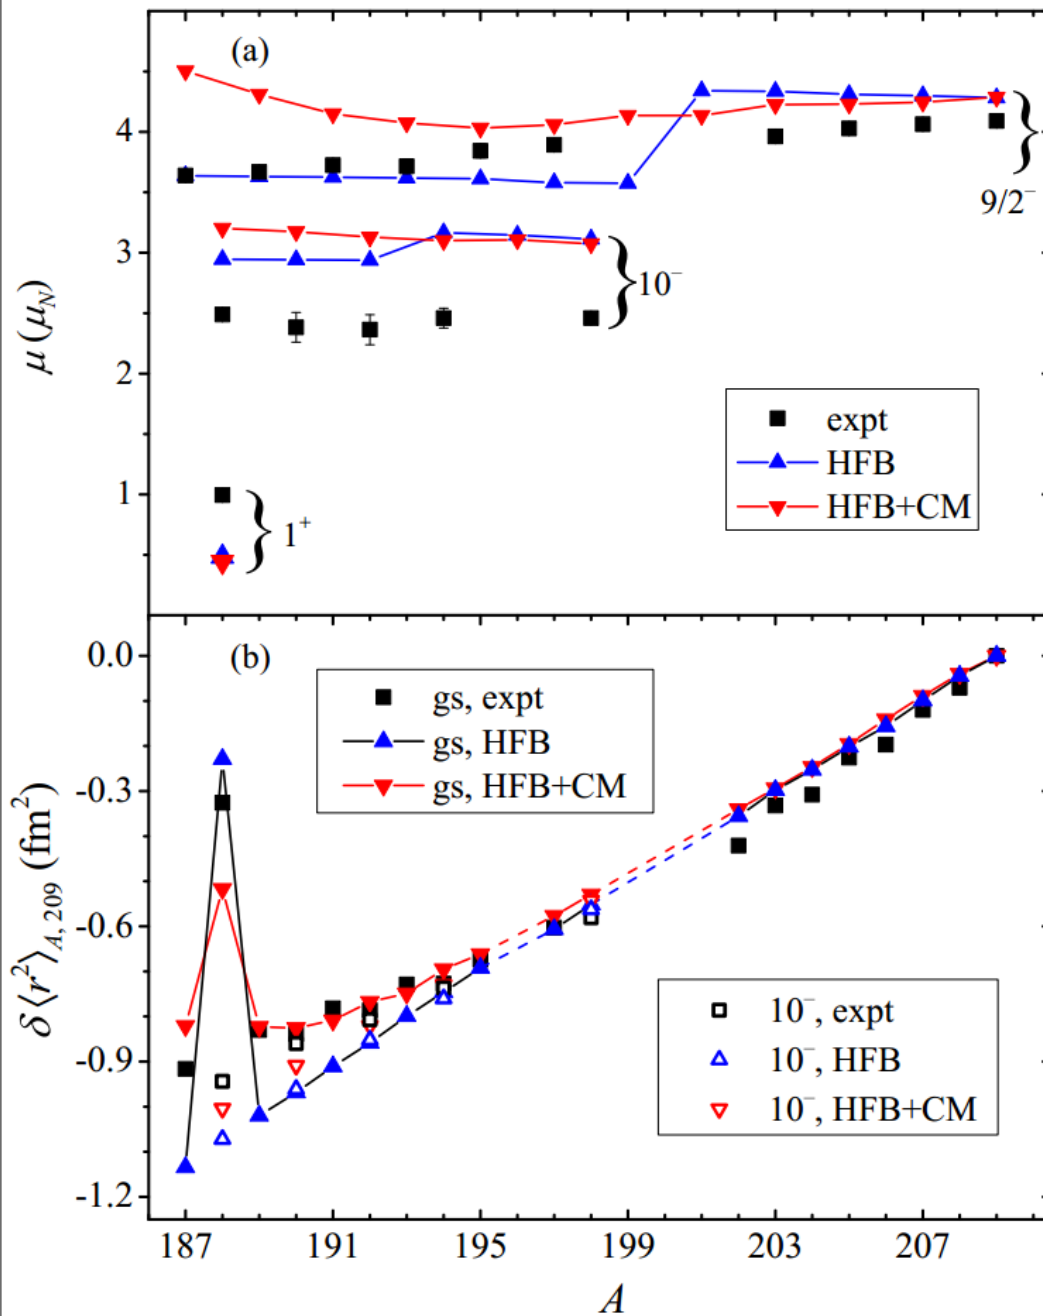 (a)
4
3
2
1
μ (μN)
9/2⁻
10⁻
1⁺
expt
HFB
HFB+CM
(b)
0.0
-0.3
-0.6
-0.9
-1.2
δ⟨r²⟩A, 209 (fm²)
gs, expt
gs, HFB
gs, HFB+CM
10⁻, expt
10⁻, HFB
10⁻, HFB+CM
187 191 195 199 203 207
A